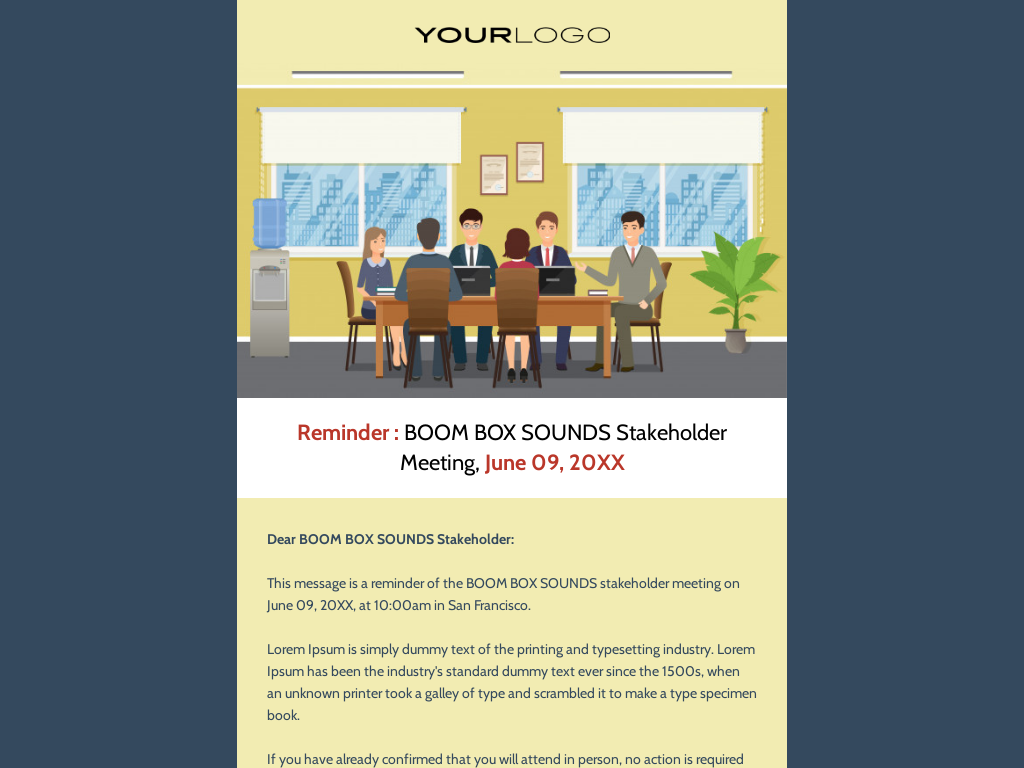 YOURLOGO
Reminder : BOOM BOX SOUNDS Stakeholder
Meeting, June 09, 20XX
Dear BOOM BOX SOUNDS Stakeholder:
This message is a reminder of the BOOM BOX SOUNDS stakeholder meeting on
June 09, 20XX, at 10:00am in San Francisco.
Lorem Ipsum is simply dummy text of the printing and typesetting industry. Lorem
Ipsum has been the industry's standard dummy text ever since the 1500s, when
an unknown printer took a galley of type and scrambled it to make a type specimen
book.
If you have already confirmed that you will attend in person, no action is required